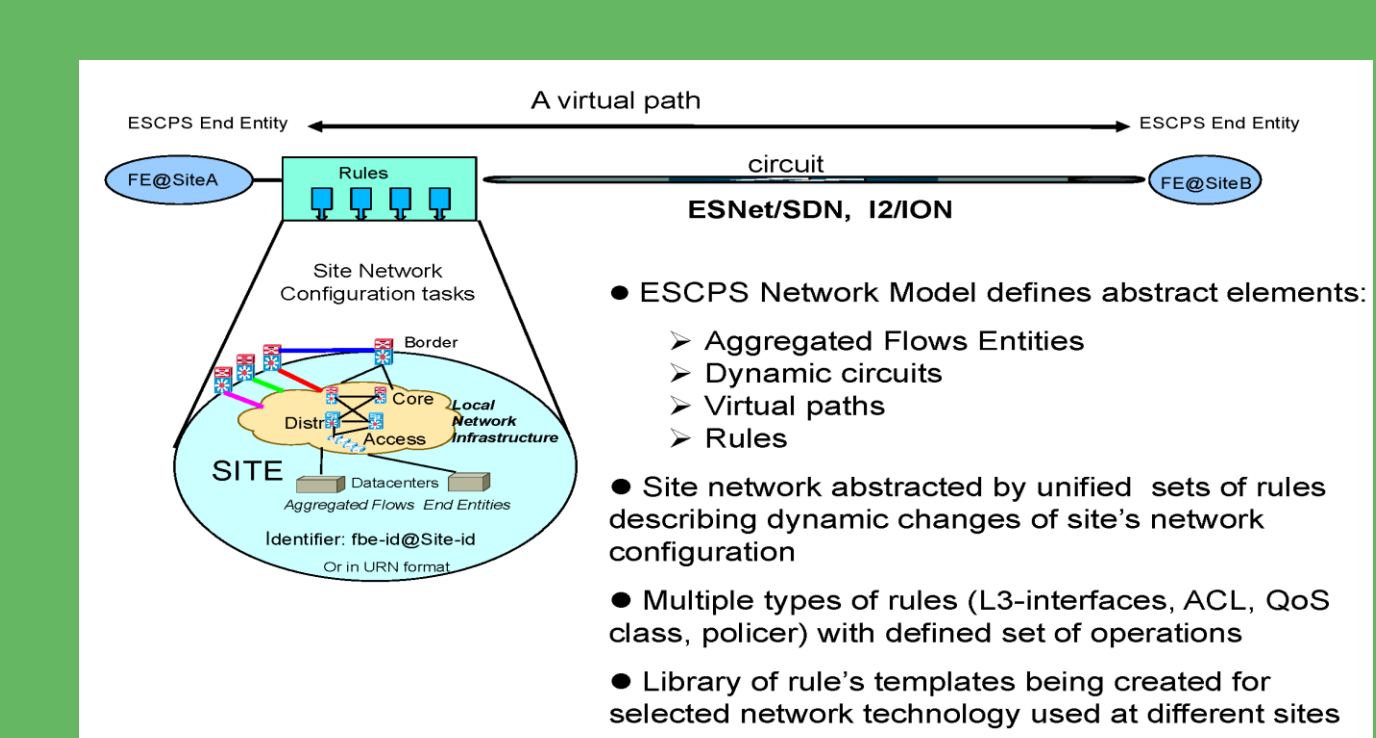 A virtual path
ESCPS End Entity
ESCPS End Entity
FE@SiteA
Rules
circuit
FE@SiteB
ESNet/SDN, I2/ION
Site Network
Configuration tasks
Border
Core
Distr
Access
Local
Network
Infrastructure
SITE
Datacenters
Aggregated Flows End Entities
Identifier: fbe-id@Site-id
Or in URN format
● ESCPS Network Model defines abstract elements:
➢ Aggregated Flows Entities
➢ Dynamic circuits
➢ Virtual paths
➢ Rules
● Site network abstracted by unified sets of rules
describing dynamic changes of site's network
configuration
● Multiple types of rules (L3-interfaces, ACL, QoS
class, policer) with defined set of operations
● Library of rule's templates being created for
selected network technology used at different sites